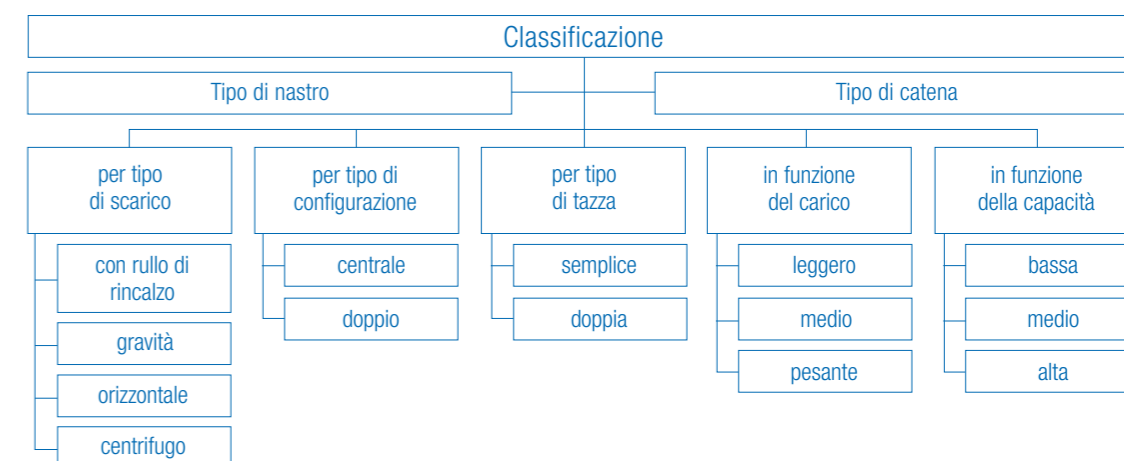 Classificazione
Tipo di nastro
Tipo di catena
per tipo
di scarico
con rullo di
rincalzo
gravità
orizzontale
centrifugo
per tipo di
configurazione
centrale
doppio
per tipo
di tazza
semplice
doppia
in funzione
del carico
leggero
medio
pesante
in funzione
della capacità
bassa
medio
alta